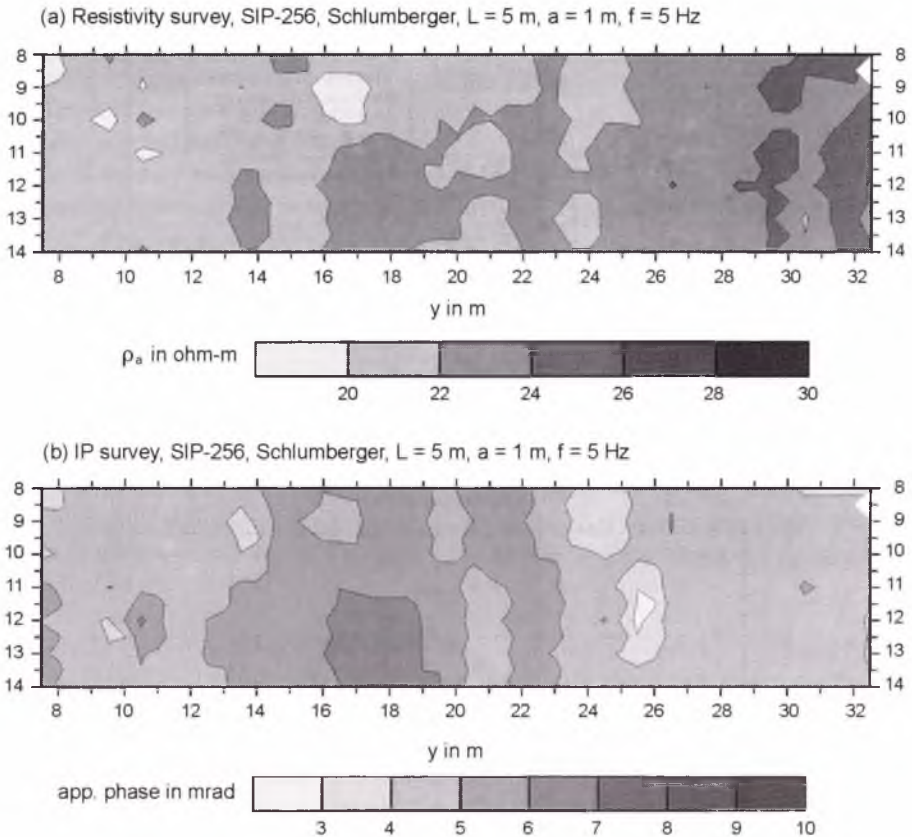 (a) Resistivity survey, SIP-256, Schlumberger, L = 5 m, a = 1 m, f = 5 Hz
8 8
9 9
10 10
11 11
12 12
13 13
14 14
8 10 12 14 16 18 20 22 24 26 28 30 32
y in m
ρa in ohm-m
20 22 24 26 28 30
(b) IP survey, SIP-256, Schlumberger, L = 5 m, a = 1 m, f = 5 Hz
8 8
9 9
10 10
11 11
12 12
13 13
14 14
8 10 12 14 16 18 20 22 24 26 28 30 32
y in m
app. phase in mrad
3 4 5 6 7 8 9 10